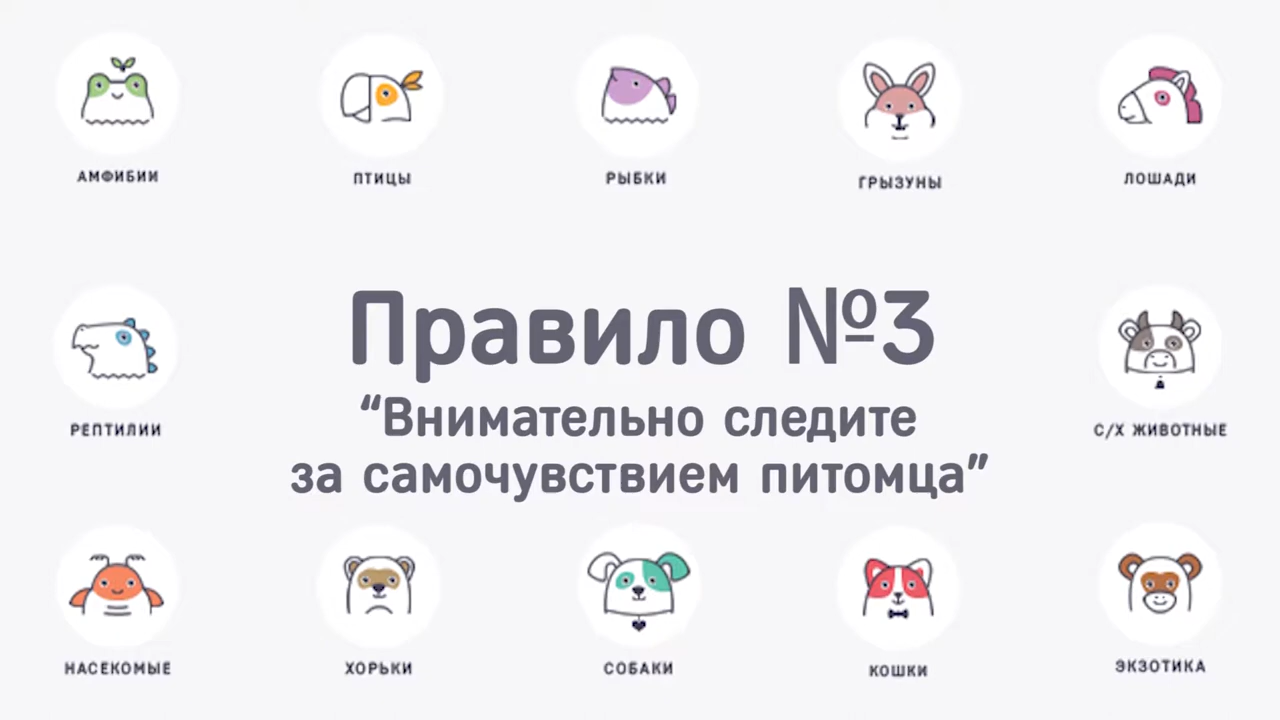 АМФИБИИ
ПТИЦЫ
РЫБКИ
ГРЫЗУНЫ
ЛОШАДИ
Правило №3
“Внимательно следите
за самочувствием питомца”
РЕПТИЛИИ
С/Х ЖИВОТНЫЕ
НАСЕКОМЫЕ
ХОРЬКИ
СОБАКИ
КОШКИ
ЭКЗОТИКА